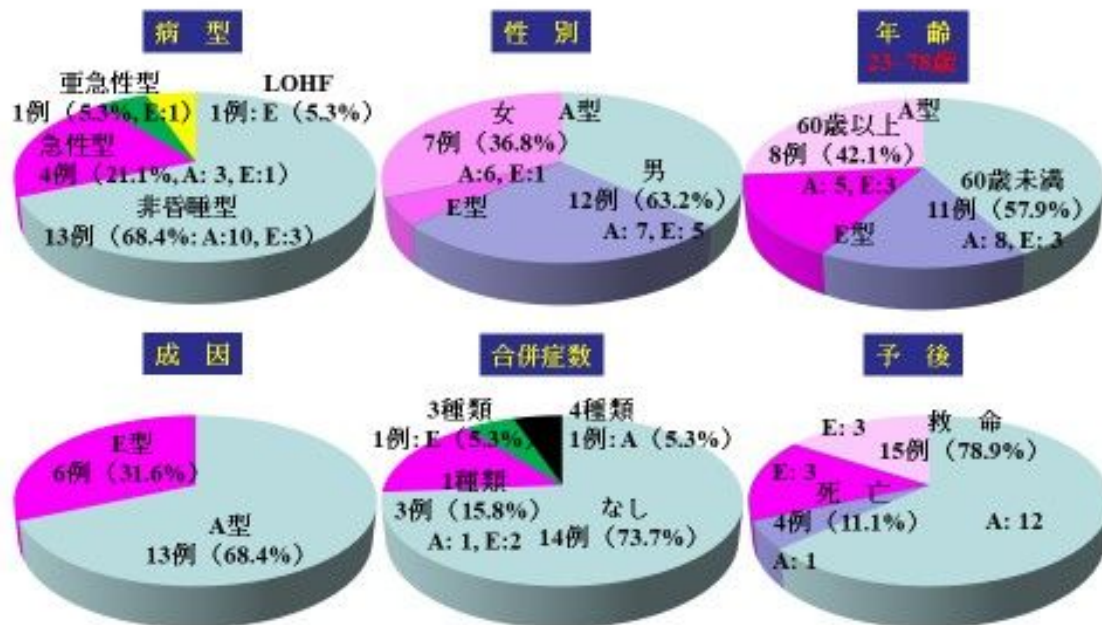 病 型
亜急性型
1例（5.3%, E:1）
LOHF
1例: E（5.3%）
急性型
4例（21.1%, A: 3, E:1）
非昏睡型
13例（68.4%: A:10, E:3）
性 別
女
7例（36.8%）
A:6, E:1
A型
E型
男
12例（63.2%）
A: 7, E: 5
年 齢
23-78歳
A型
60歳以上
8例（42.1%）
A: 5, E:3
E型
60歳未満
11例（57.9%）
A: 8, E: 3
成 因
E型
6例（31.6%）
A型
13例（68.4%）
合併症数
3種類
1例: E（5.3%）
4種類
1例: A（5.3%）
1種類
3例（15.8%）
A: 1, E:2
なし
14例（73.7%）
予 後
E: 3
救 命
15例（78.9%）
E: 3
死 亡
4例（11.1%）
A: 12
A: 1